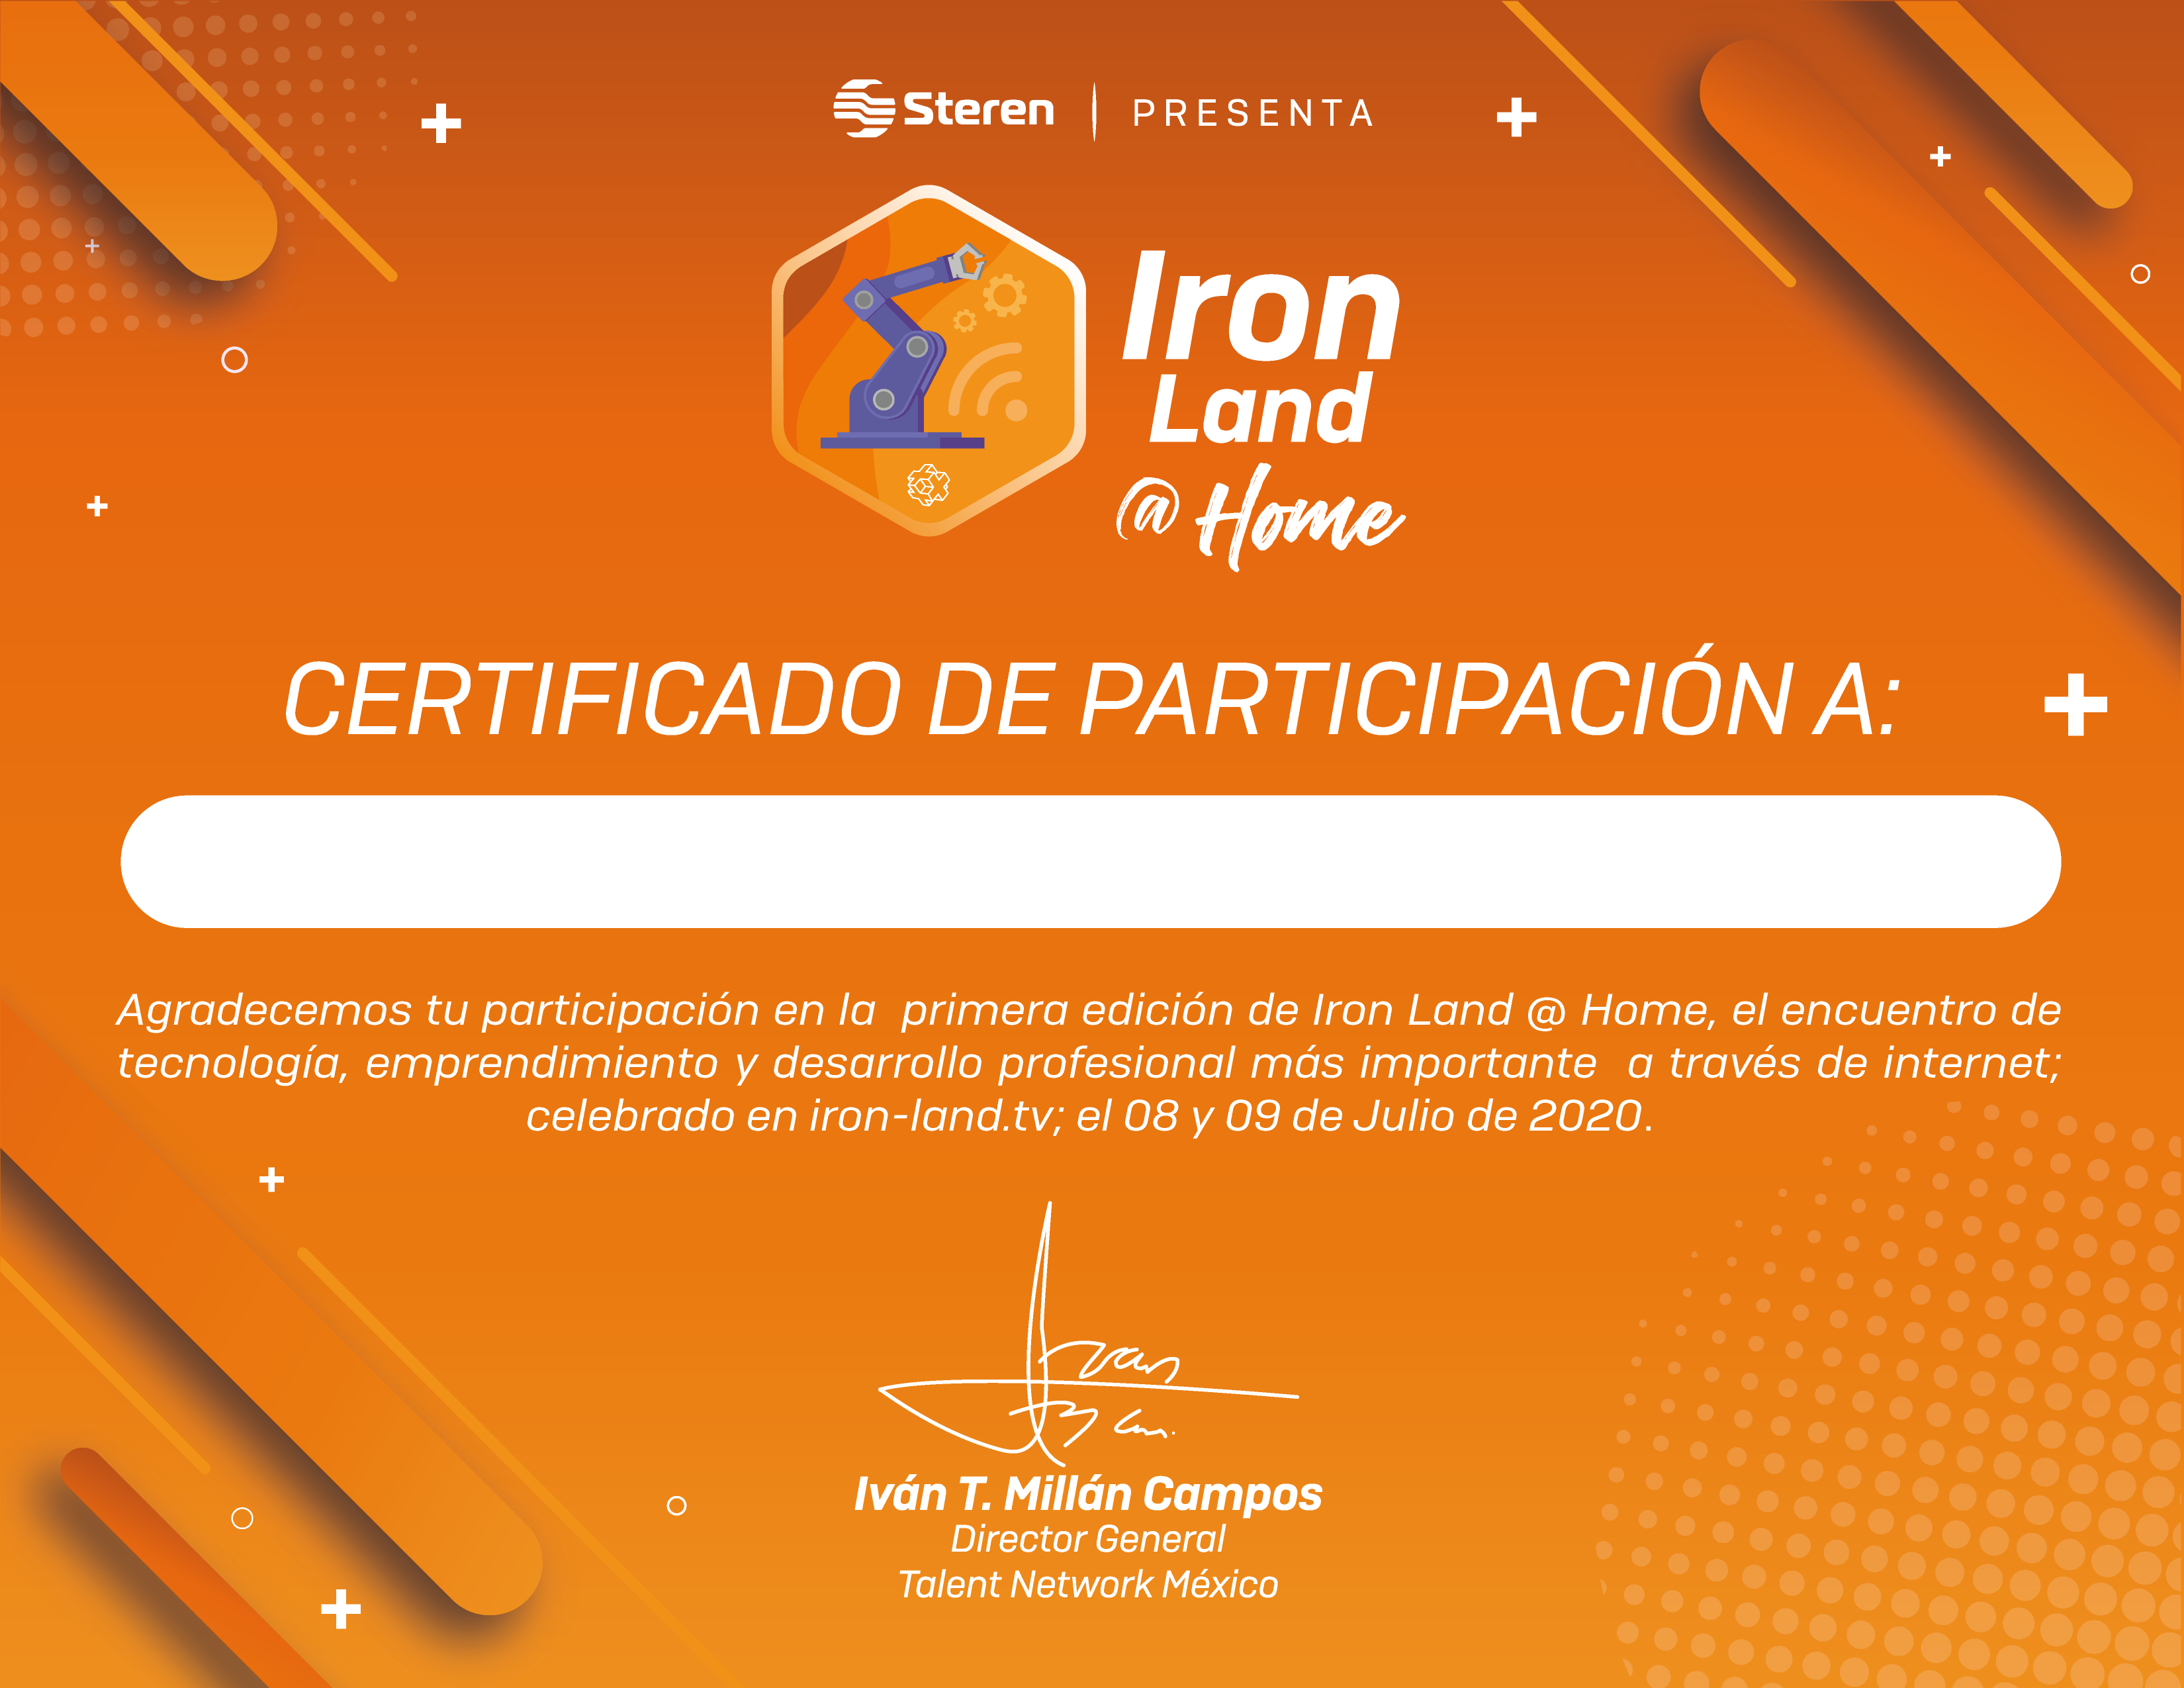 Steren | PRESENTA
Iron
Land
@ Home
CERTIFICADO DE PARTICIPACIÓN A:
Agradecemos tu participación en la primera edición de Iron Land @ Home, el encuentro de
tecnología, emprendimiento y desarrollo profesional más importante a través de internet;
celebrado en iron-land.tv; el 08 y 09 de Julio de 2020.
Iván T. Millán Campos
Director General
Talent Network México